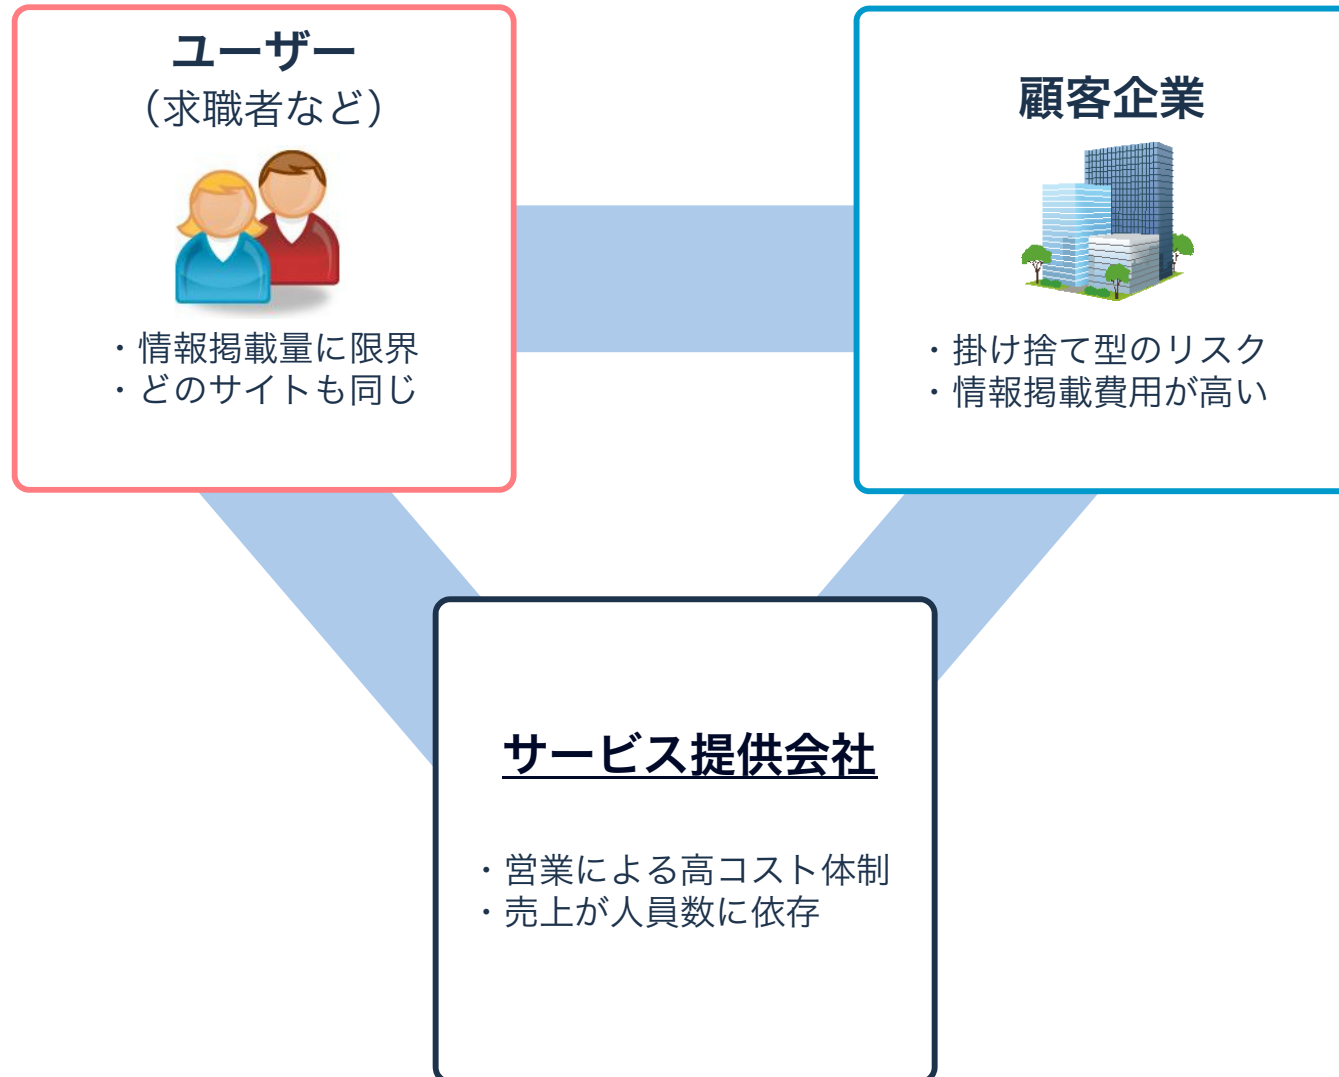 ユーザー
（求職者など）
・情報掲載量に限界
・どのサイトも同じ
顧客企業
・掛け捨て型のリスク
・情報掲載費用が高い
サービス提供会社
・営業による高コスト体制
・売上が人員数に依存